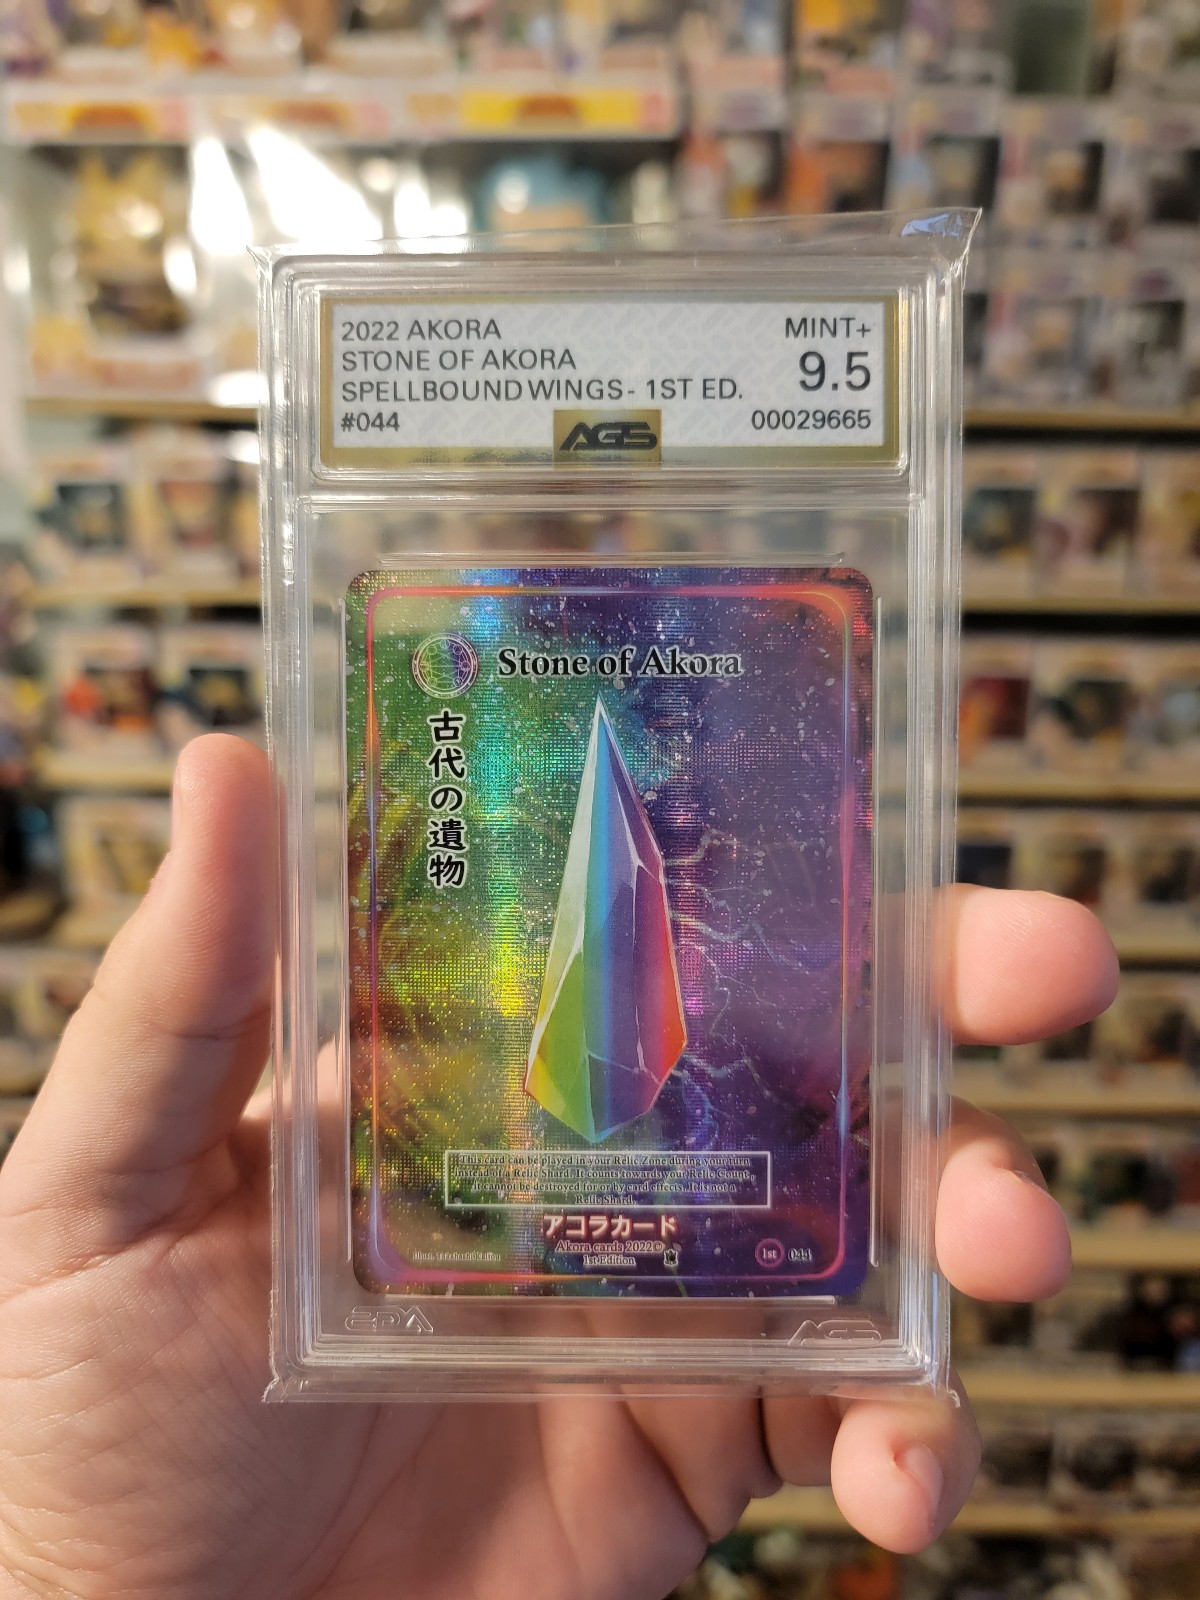 2022 AKORA
MINT+
STONE OF AKORA
9.5
SPELLBOUND WINGS - 1ST ED.
#044
AGS
00029665
Stone of Akora
古代の遺物
This card can be played in your Relic Zone during your turn
instead of a Relic Shard. It counts towards your Relic Count,
it cannot be destroyed for or by card effects. It is not a
Relic Shard.
アコラカード
Akora cards 2022©
1st Edition
Illust. Takahashi
1st 044
AGS